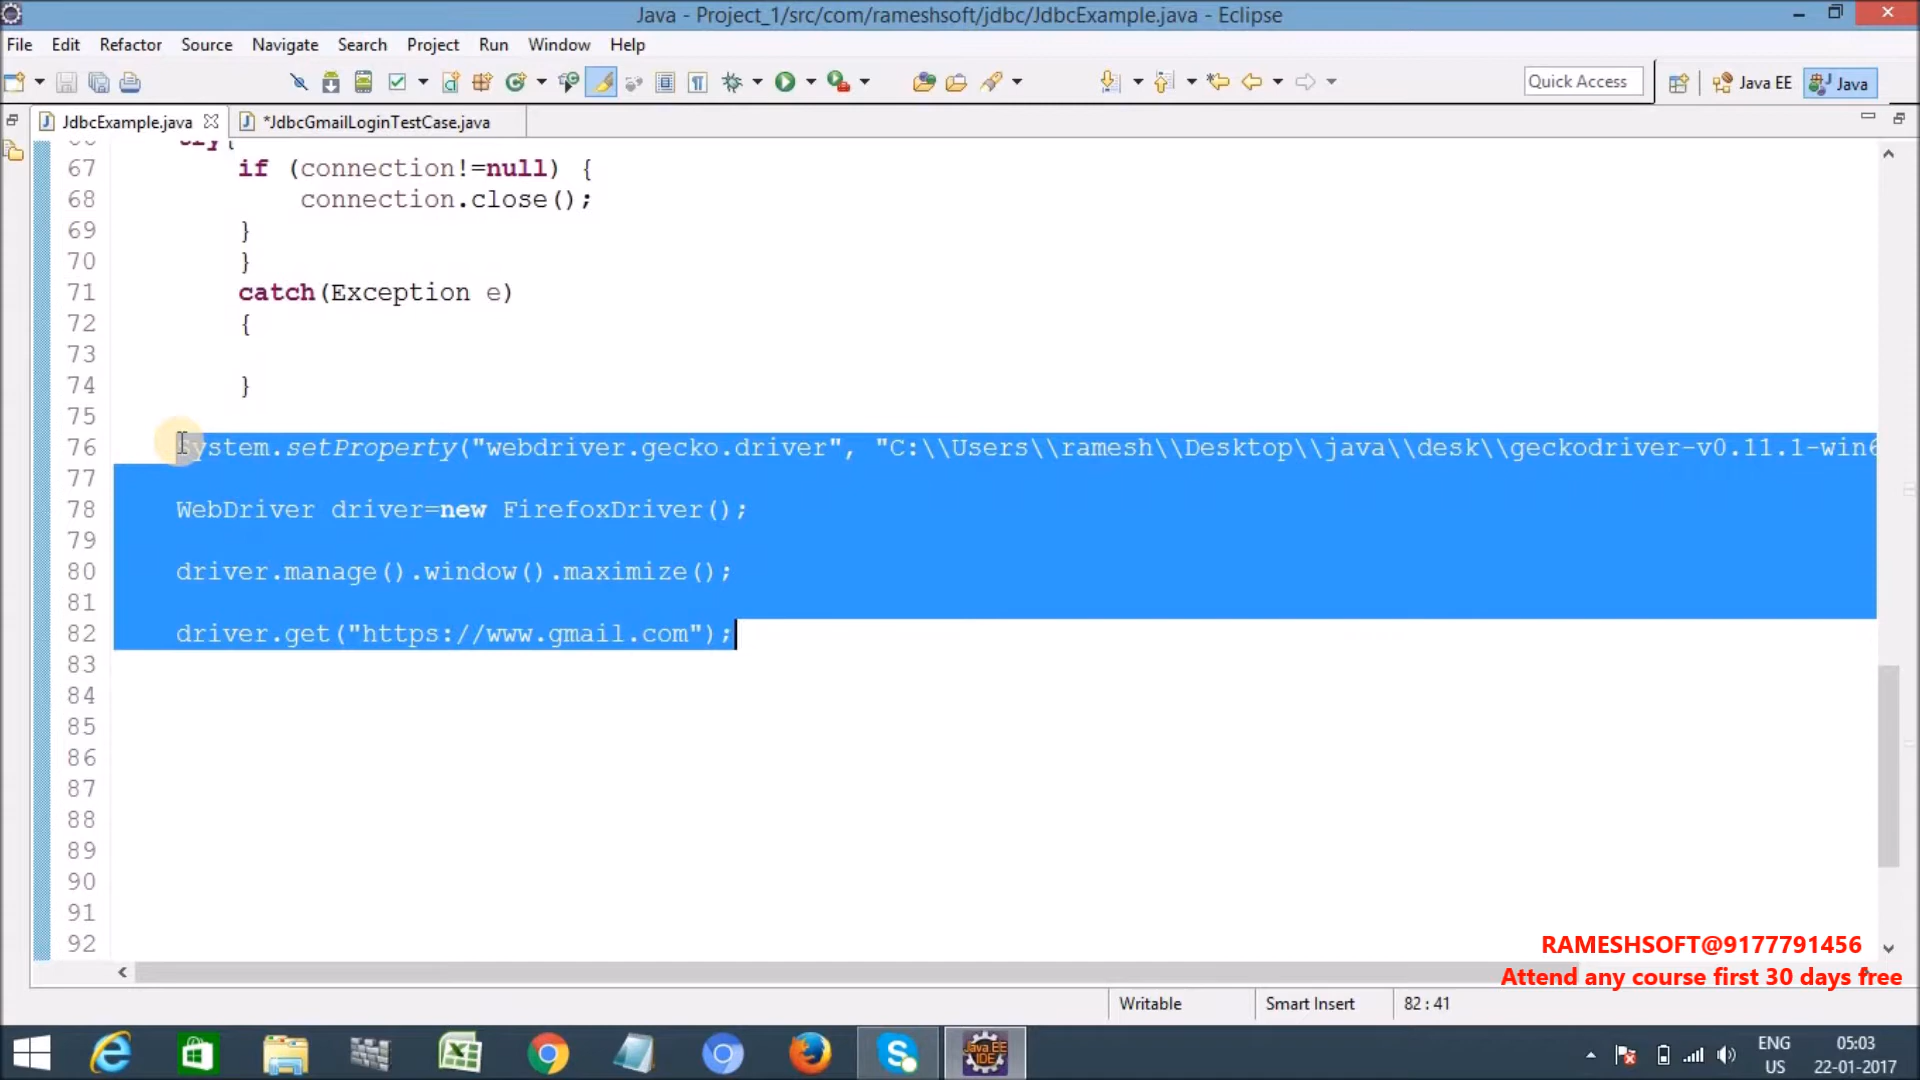 Java - Project_1/src/com/rameshsoft/jdbc/JdbcExample.java - Eclipse
File Edit Refactor Source Navigate Search Project Run Window Help
Quick Access Java EE Java
JdbcExample.java *JdbcGmailLoginTestCase.java
67 if (connection!=null) {
68 connection.close();
69 }
70 }
71 catch(Exception e)
72 {
73
74 }
75
76 System.setProperty("webdriver.gecko.driver", "C:\\Users\\ramesh\\Desktop\\java\\desk\\geckodriver-v0.11.1-win6
77
78 WebDriver driver=new FirefoxDriver();
79
80 driver.manage().window().maximize();
81
82 driver.get("https://www.gmail.com");
83
84
85
86
87
88
89
90
91
92
RAMESHSOFT@9177791456
Attend any course first 30 days free
Writable Smart Insert 82 : 41
Java EE
IDE
ENG 05:03
US 22-01-2017